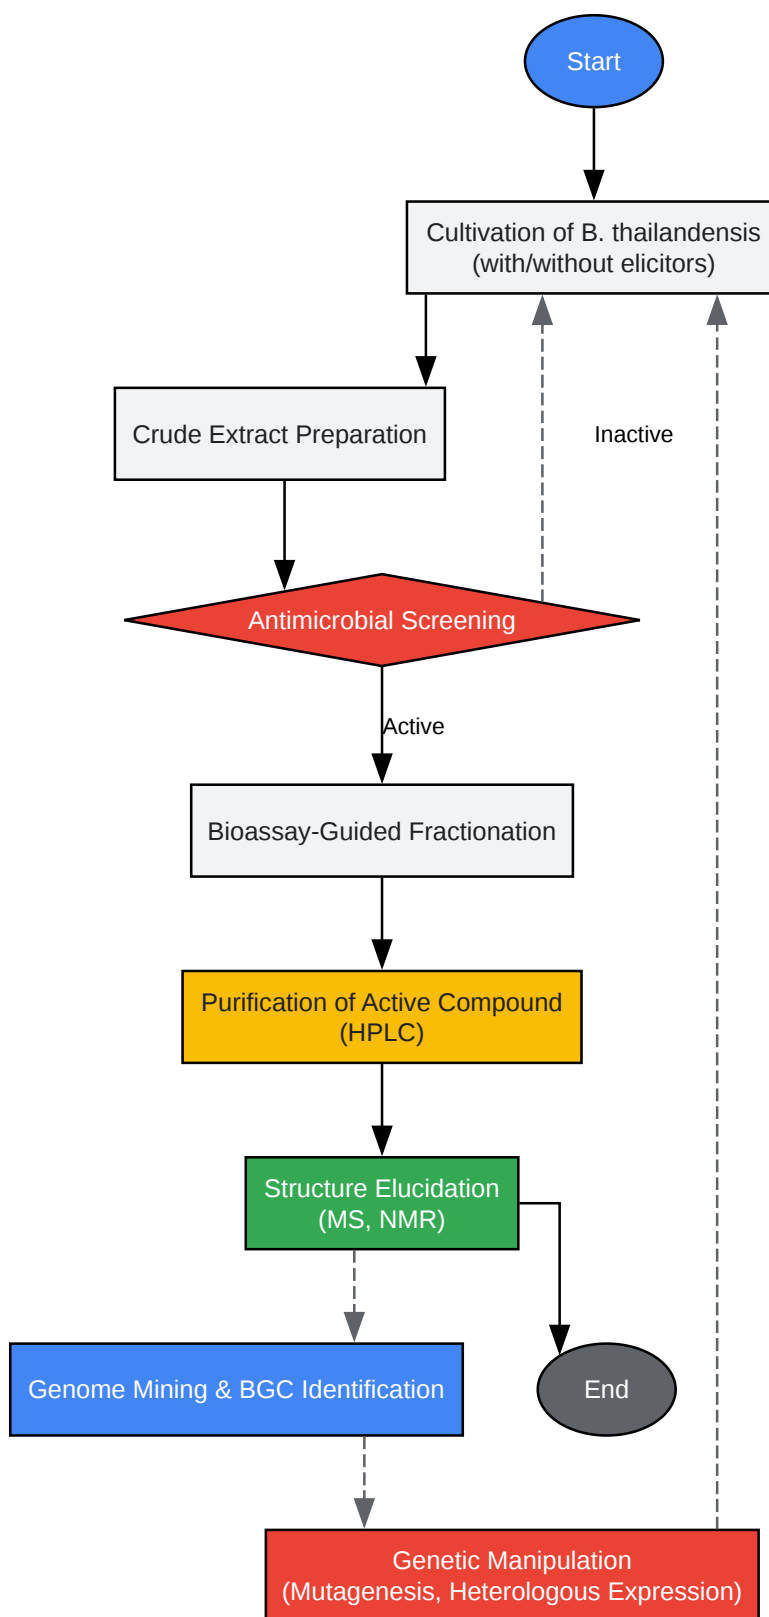 Start
Cultivation of B. thailandensis
(with/without elicitors)
Crude Extract Preparation
Inactive
Antimicrobial Screening
Active
Bioassay-Guided Fractionation
Purification of Active Compound
(HPLC)
Structure Elucidation
(MS, NMR)
Genome Mining & BGC Identification
End
Genetic Manipulation
(Mutagenesis, Heterologous Expression)